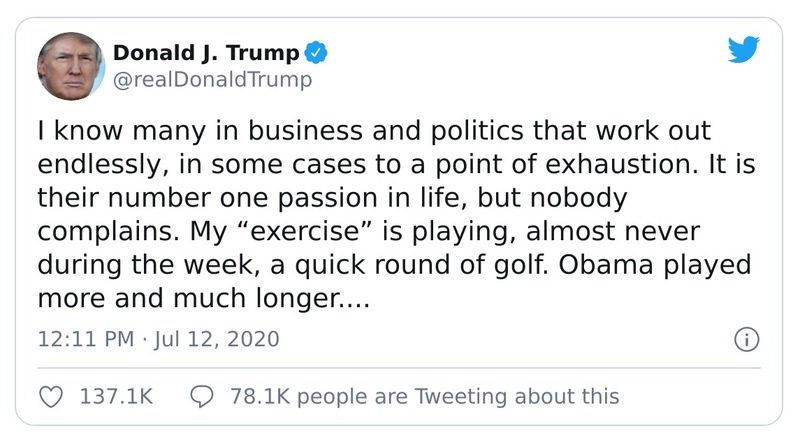 Donald J. Trump
@realDonaldTrump
I know many in business and politics that work out
endlessly, in some cases to a point of exhaustion. It is
their number one passion in life, but nobody
complains. My “exercise” is playing, almost never
during the week, a quick round of golf. Obama played
more and much longer....
12:11 PM · Jul 12, 2020
137.1K 78.1K people are Tweeting about this